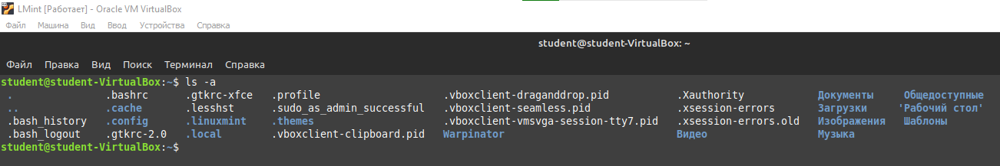 LMint [Работает] - Oracle VM VirtualBox
Файл Машина Вид Ввод Устройства Справка
student@student-VirtualBox: ~
Файл Правка Вид Поиск Терминал Справка
student@student-VirtualBox:~$ ls -a
. .bashrc .gtkrc-xfce .profile .vboxclient-draganddrop.pid .Xauthority Документы Общедоступные
.. .cache .lesshst .sudo_as_admin_successful .vboxclient-seamless.pid .xsession-errors Загрузки 'Рабочий стол'
.bash_history .config .linuxmint .themes .vboxclient-vmsvga-session-tty7.pid .xsession-errors.old Изображения Шаблоны
.bash_logout .gtkrc-2.0 .local .vboxclient-clipboard.pid Warpinator Видео Музыка
student@student-VirtualBox:~$